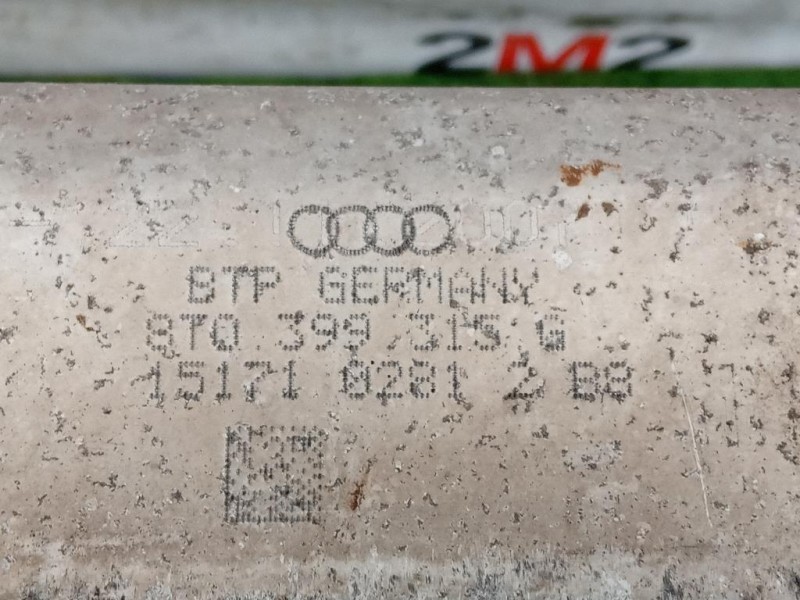 2M2
BTP GERMANY
8T0.399.315.G
15171 0281 2 B8